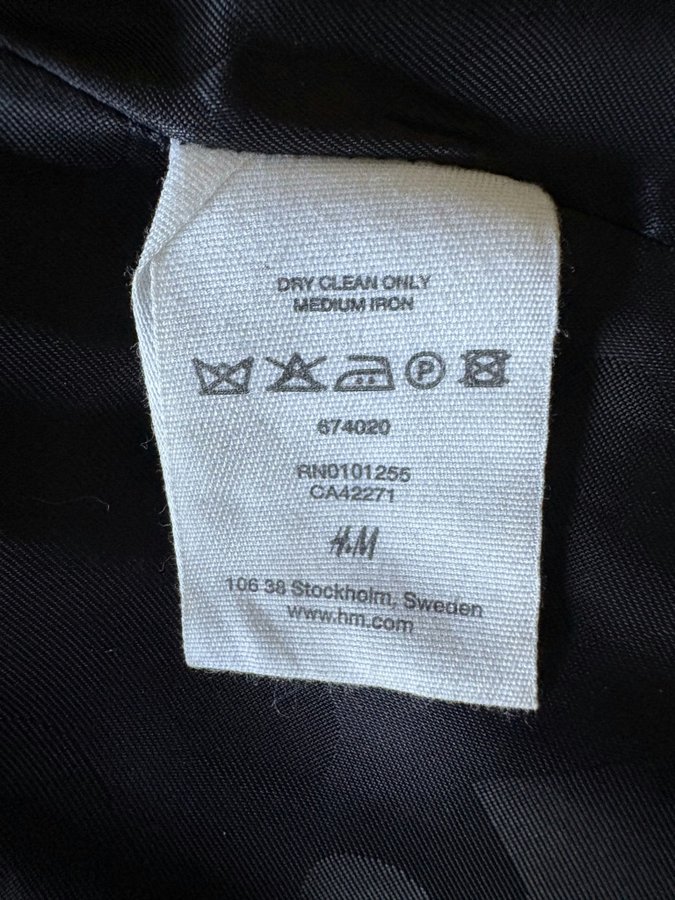 DRY CLEAN ONLY
MEDIUM IRON
P
674020
RN0101255
CA42271
H&M
106 38 Stockholm, Sweden
www.hm.com